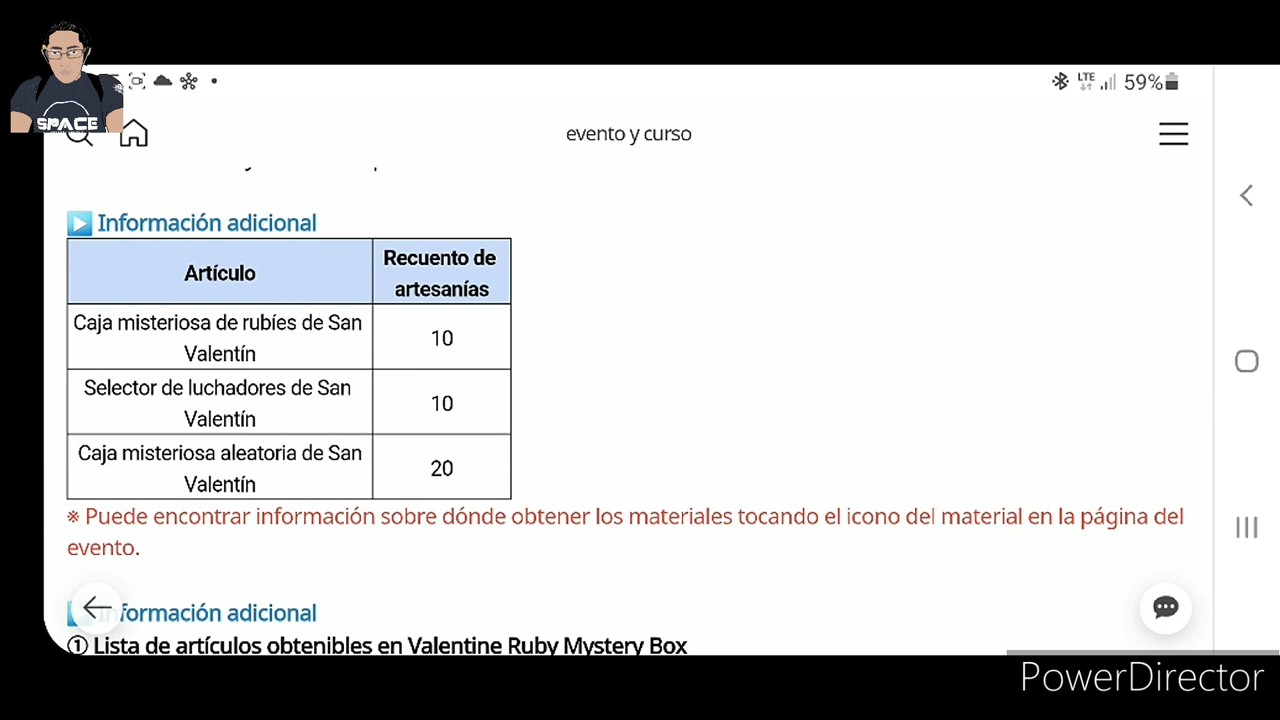 SPACE
LTE
59%
evento y curso
Información adicional
Artículo
Recuento de
artesanías
Caja misteriosa de rubíes de San
Valentín
10
Selector de luchadores de San
Valentín
10
Caja misteriosa aleatoria de San
Valentín
20
※ Puede encontrar información sobre dónde obtener los materiales tocando el icono del material en la página del
evento.
Información adicional
① Lista de artículos obtenibles en Valentine Ruby Mystery Box
PowerDirector